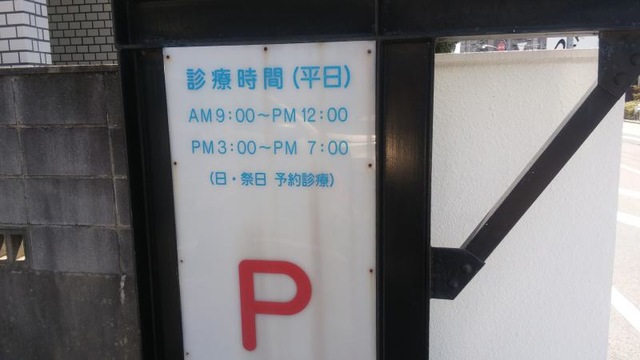 診療時間(平日)
AM9:00～PM12:00
PM3:00～PM 7:00
(日・祭日 予約診療)
P